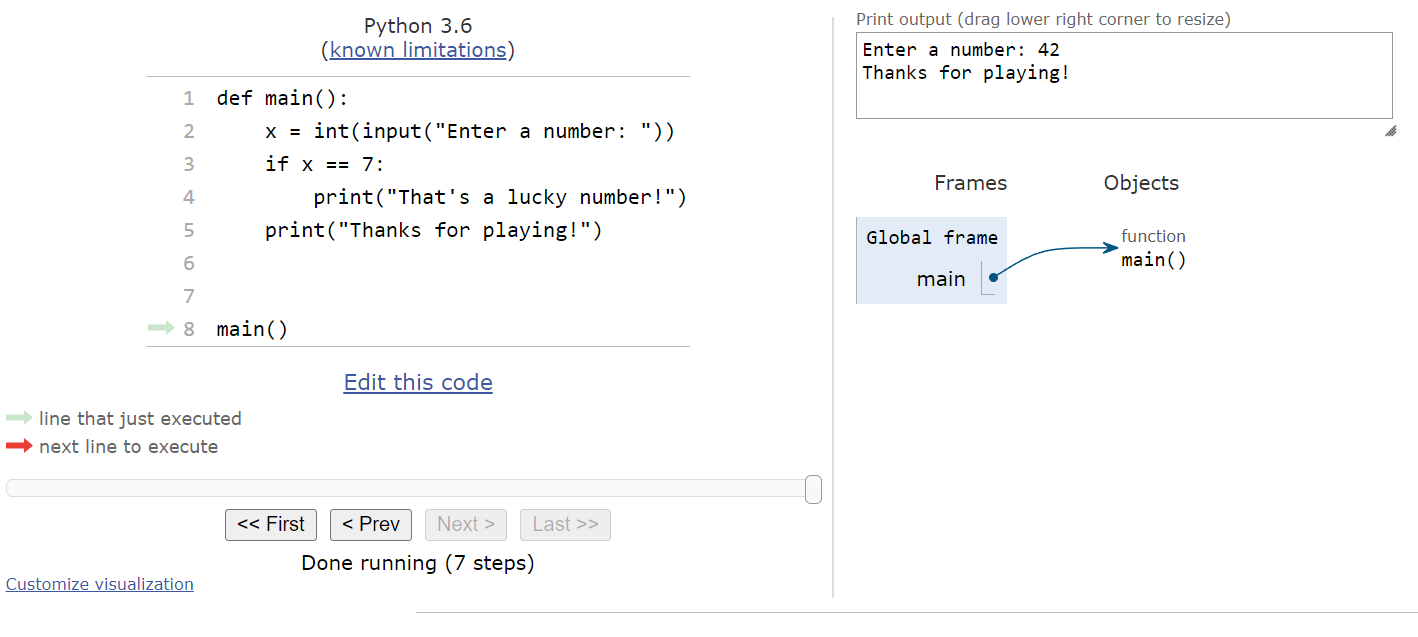 Python 3.6
(known limitations)
1 def main():
2     x = int(input("Enter a number: "))
3     if x == 7:
4         print("That's a lucky number!")
5     print("Thanks for playing!")
6
7
8 main()
Edit this code
line that just executed
next line to execute
<< First < Prev Next > Last >>
Done running (7 steps)
Customize visualization
Print output (drag lower right corner to resize)
Enter a number: 42
Thanks for playing!
Frames Objects
Global frame
main
function
main()